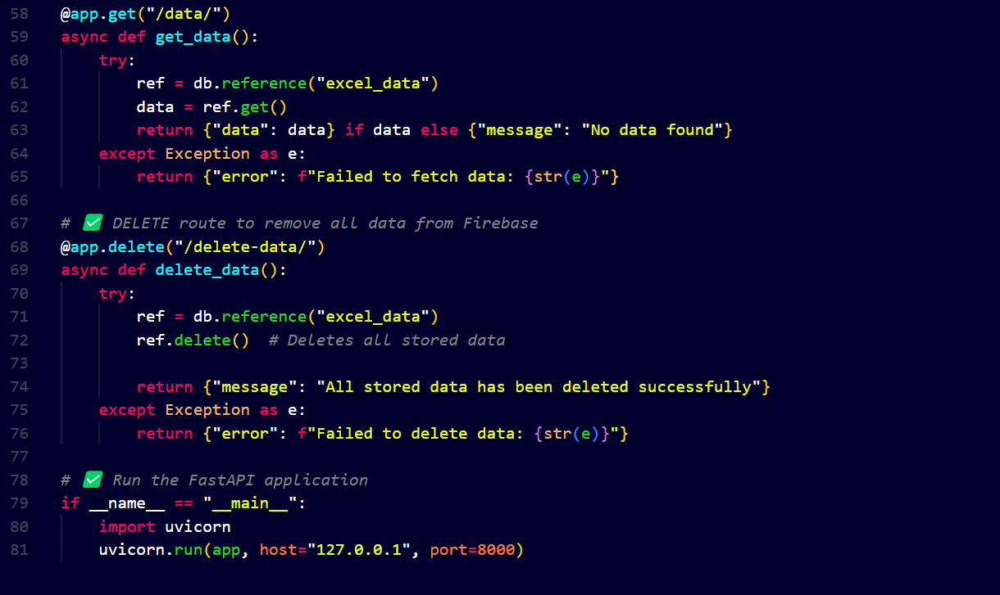 58 @app.get("/data/")
59 async def get_data():
60     try:
61         ref = db.reference("excel_data")
62         data = ref.get()
63         return {"data": data} if data else {"message": "No data found"}
64     except Exception as e:
65         return {"error": f"Failed to fetch data: {str(e)}"}
66
67 # ✅ DELETE route to remove all data from Firebase
68 @app.delete("/delete-data/")
69 async def delete_data():
70     try:
71         ref = db.reference("excel_data")
72         ref.delete()  # Deletes all stored data
73
74         return {"message": "All stored data has been deleted successfully"}
75     except Exception as e:
76         return {"error": f"Failed to delete data: {str(e)}"}
77
78 # ✅ Run the FastAPI application
79 if __name__ == "__main__":
80     import uvicorn
81     uvicorn.run(app, host="127.0.0.1", port=8000)